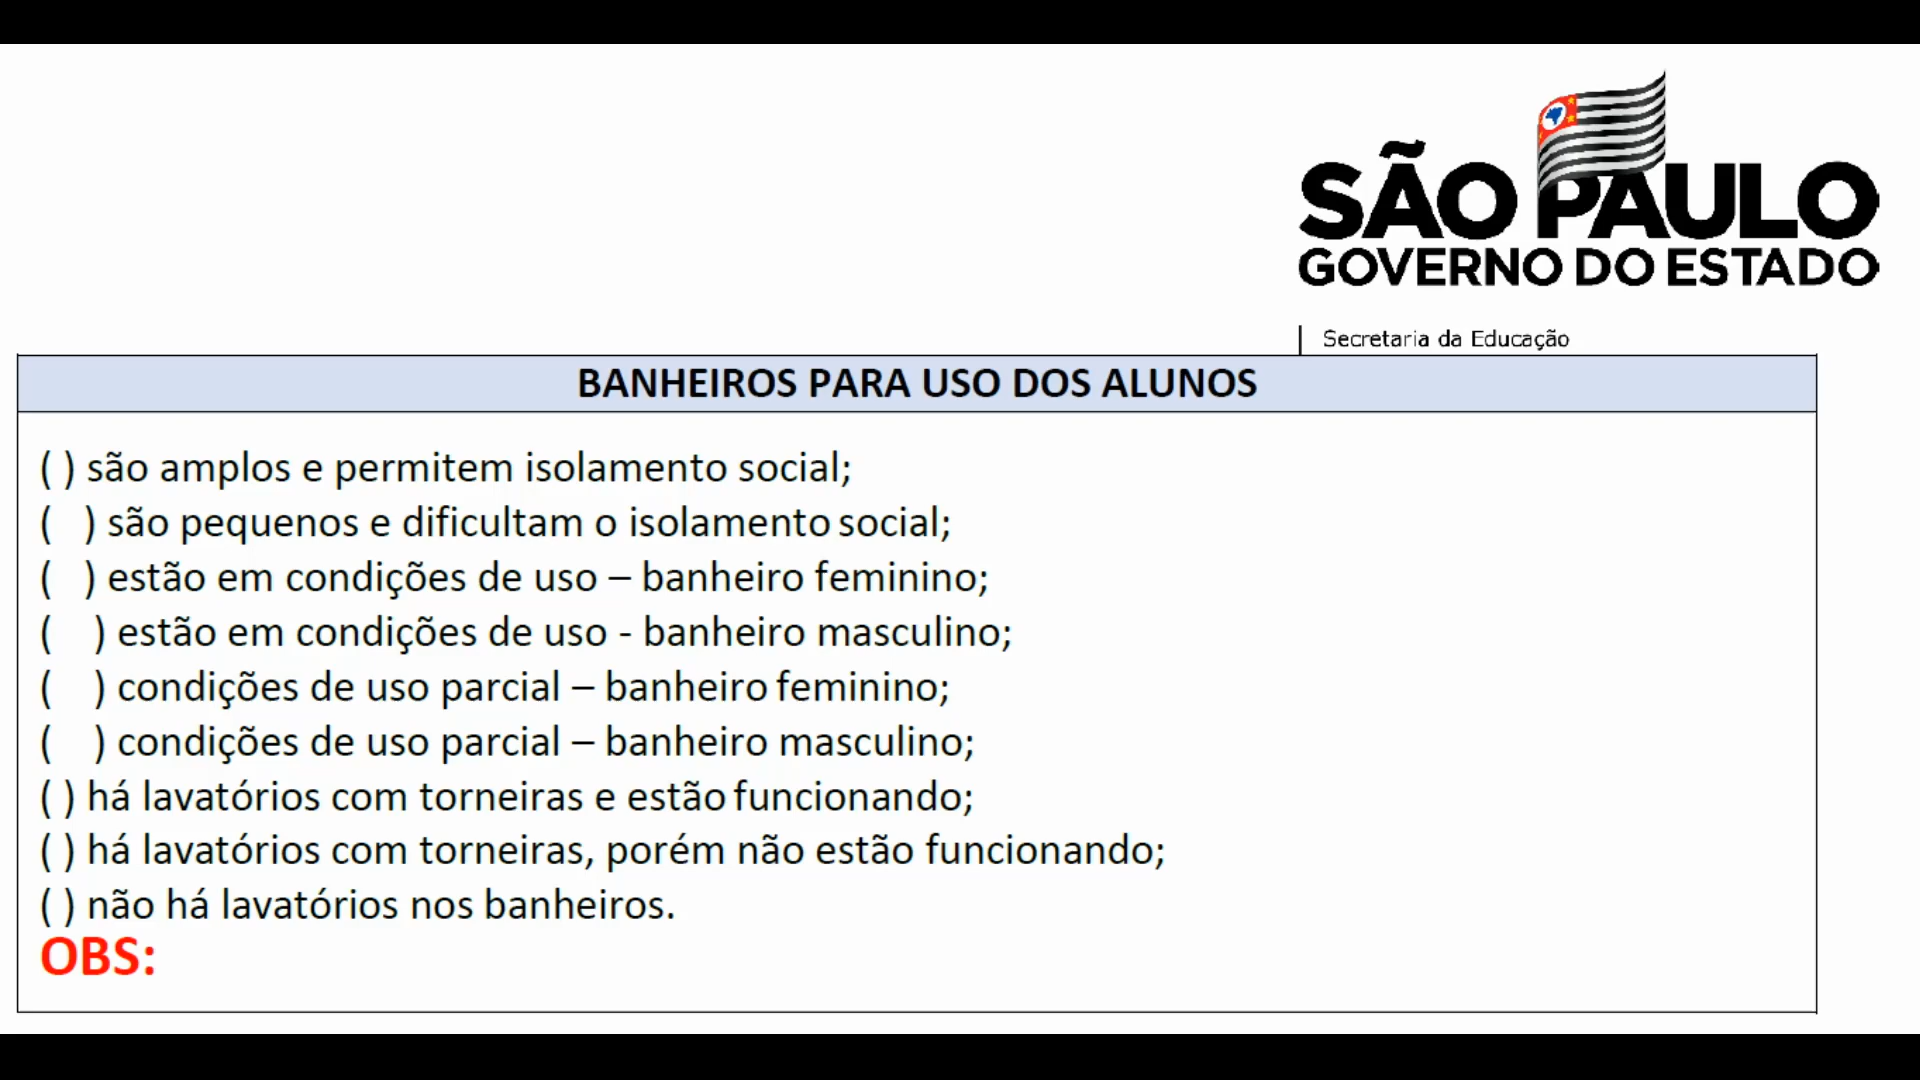 SÃO PAULO
GOVERNO DO ESTADO
Secretaria da Educação
BANHEIROS PARA USO DOS ALUNOS
( ) são amplos e permitem isolamento social;
(   ) são pequenos e dificultam o isolamento social;
(   ) estão em condições de uso – banheiro feminino;
(    ) estão em condições de uso - banheiro masculino;
(    ) condições de uso parcial – banheiro feminino;
(    ) condições de uso parcial – banheiro masculino;
( ) há lavatórios com torneiras e estão funcionando;
( ) há lavatórios com torneiras, porém não estão funcionando;
( ) não há lavatórios nos banheiros.
OBS: